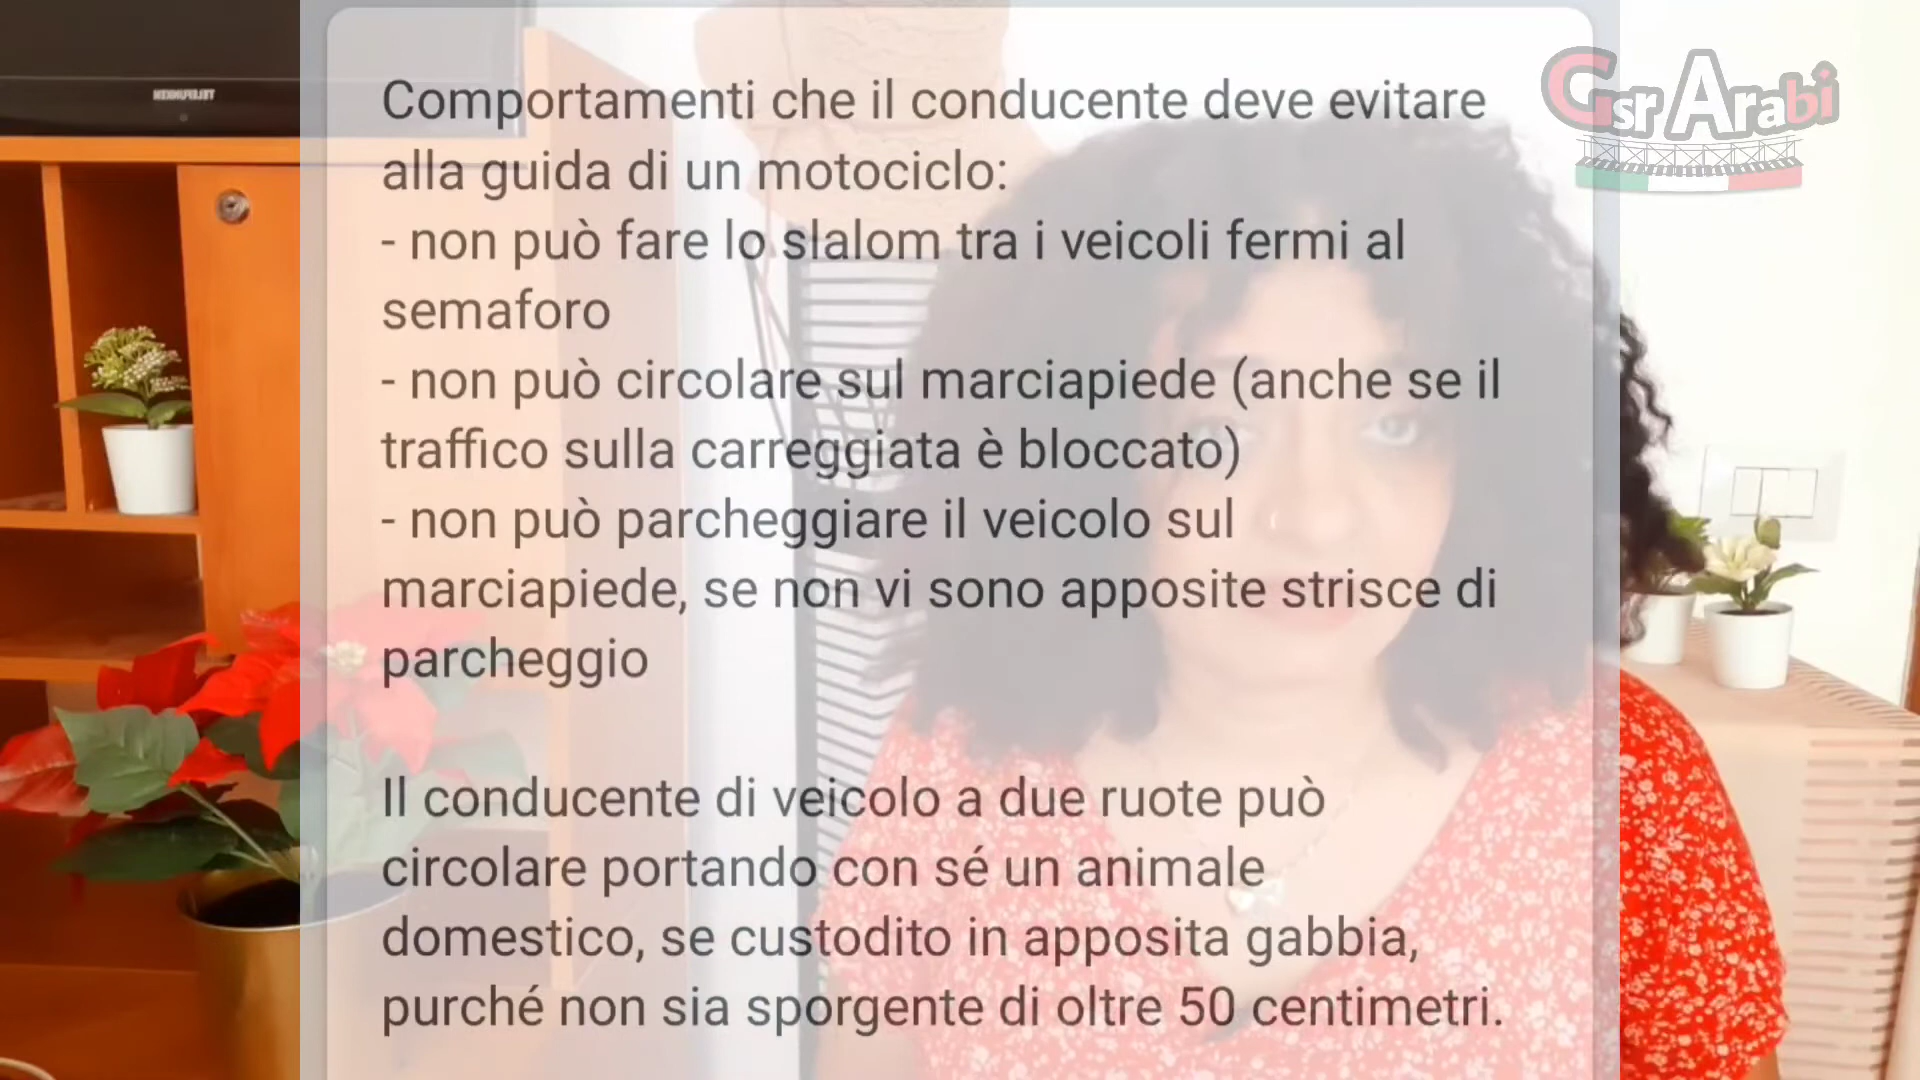 Comportamenti che il conducente deve evitare
alla guida di un motociclo:
- non può fare lo slalom tra i veicoli fermi al
semaforo
- non può circolare sul marciapiede (anche se il
traffico sulla carreggiata è bloccato)
- non può parcheggiare il veicolo sul
marciapiede, se non vi sono apposite strisce di
parcheggio
Il conducente di veicolo a due ruote può
circolare portando con sé un animale
domestico, se custodito in apposita gabbia,
purché non sia sporgente di oltre 50 centimetri.
Gsr Arabi
TELEFUNKEN